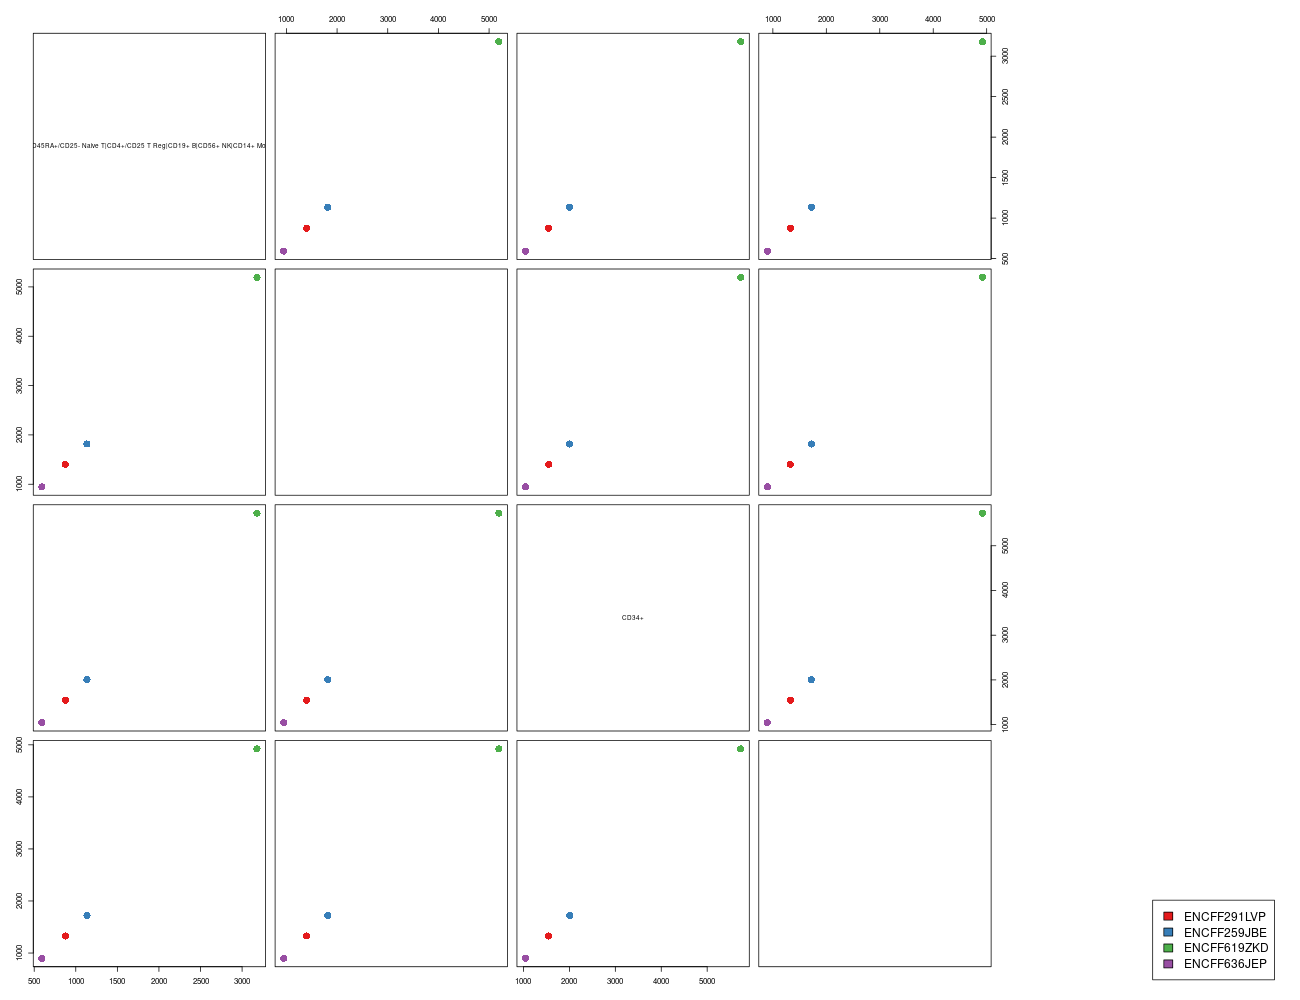 1000 2000 3000 4000 5000 1000 2000 3000 4000 5000
D45RA+/CD25- Naive T|CD4+/CD25 T Reg|CD19+ B|CD56+ NK|CD14+ Mo
500 1000 1500 2000 2500 3000
1000 2000 3000 4000 5000
CD34+
1000 2000 3000 4000 5000
1000 2000 3000 4000 5000
500 1000 1500 2000 2500 3000 1000 2000 3000 4000 5000
ENCFF291LVP
ENCFF259JBE
ENCFF619ZKD
ENCFF636JEP